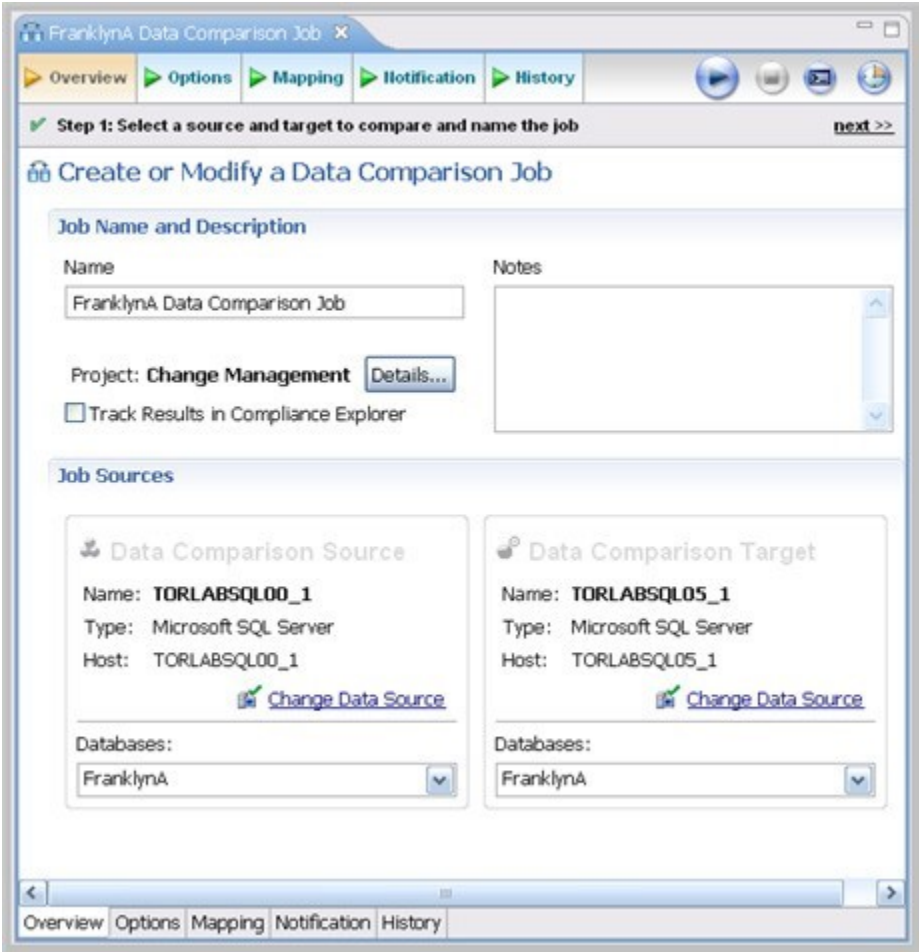 FranklynA Data Comparison Job
Overview Options Mapping Notification History
Step 1: Select a source and target to compare and name the job next >>
Create or Modify a Data Comparison Job
Job Name and Description
Name Notes
FranklynA Data Comparison Job
Project: Change Management Details...
Track Results in Compliance Explorer
Job Sources
Data Comparison Source
Name: TORLABSQL00_1
Type: Microsoft SQL Server
Host: TORLABSQL00_1
Change Data Source
Databases:
FranklynA
Data Comparison Target
Name: TORLABSQL05_1
Type: Microsoft SQL Server
Host: TORLABSQL05_1
Change Data Source
Databases:
FranklynA
Overview Options Mapping Notification History